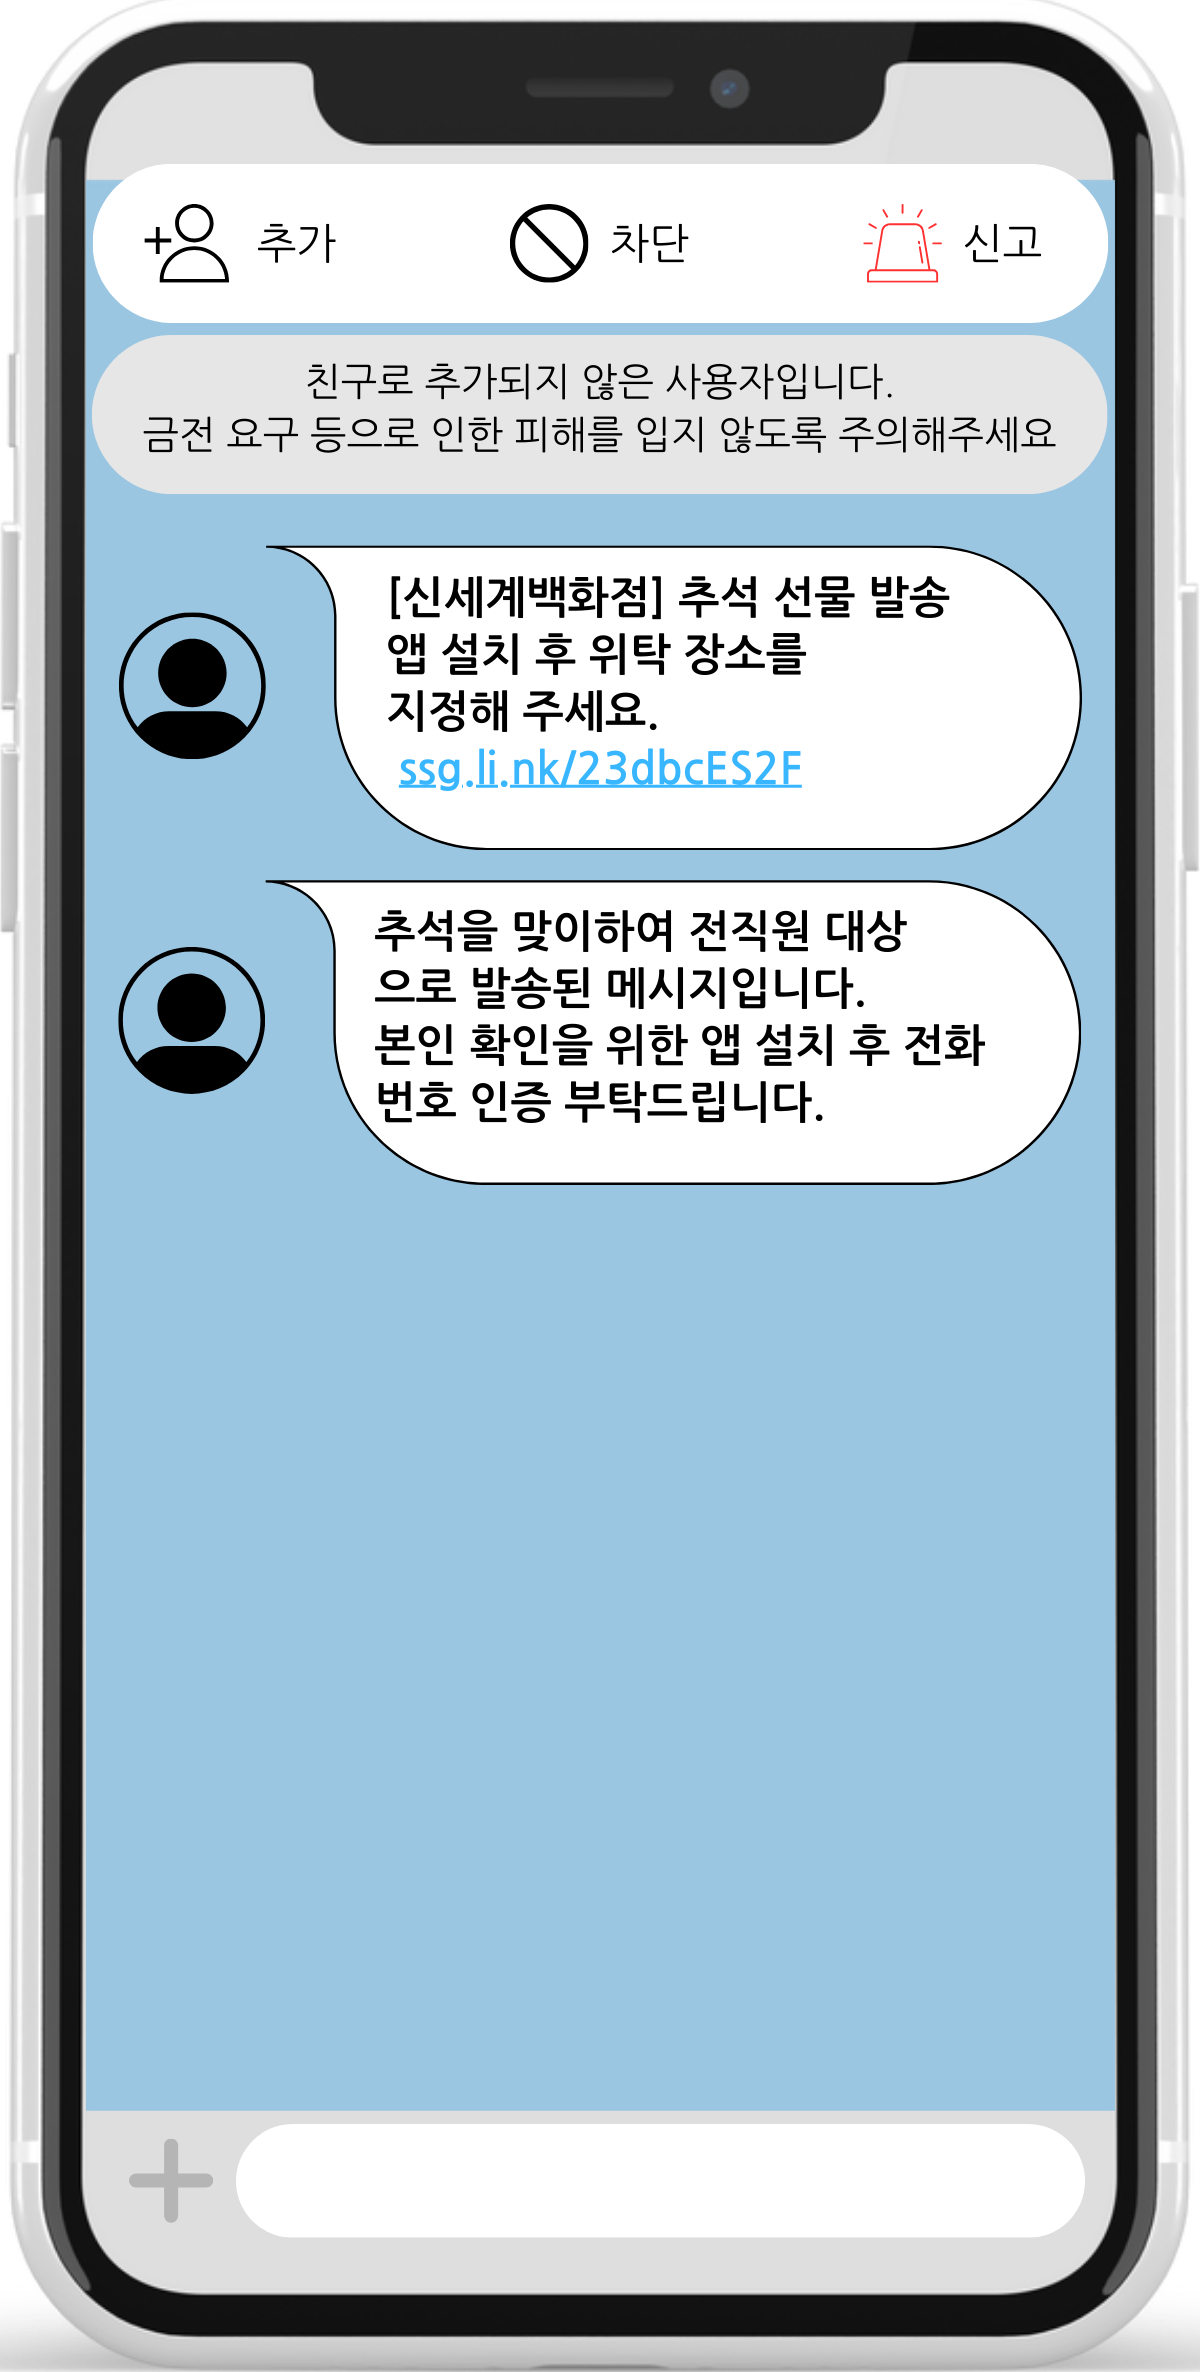 추가 차단 신고
친구로 추가되지 않은 사용자입니다.
금전 요구 등으로 인한 피해를 입지 않도록 주의해주세요
[신세계백화점] 추석 선물 발송
앱 설치 후 위탁 장소를
지정해 주세요.
ssg.li.nk/23dbcES2F
추석을 맞이하여 전직원 대상
으로 발송된 메시지입니다.
본인 확인을 위한 앱 설치 후 전화
번호 인증 부탁드립니다.